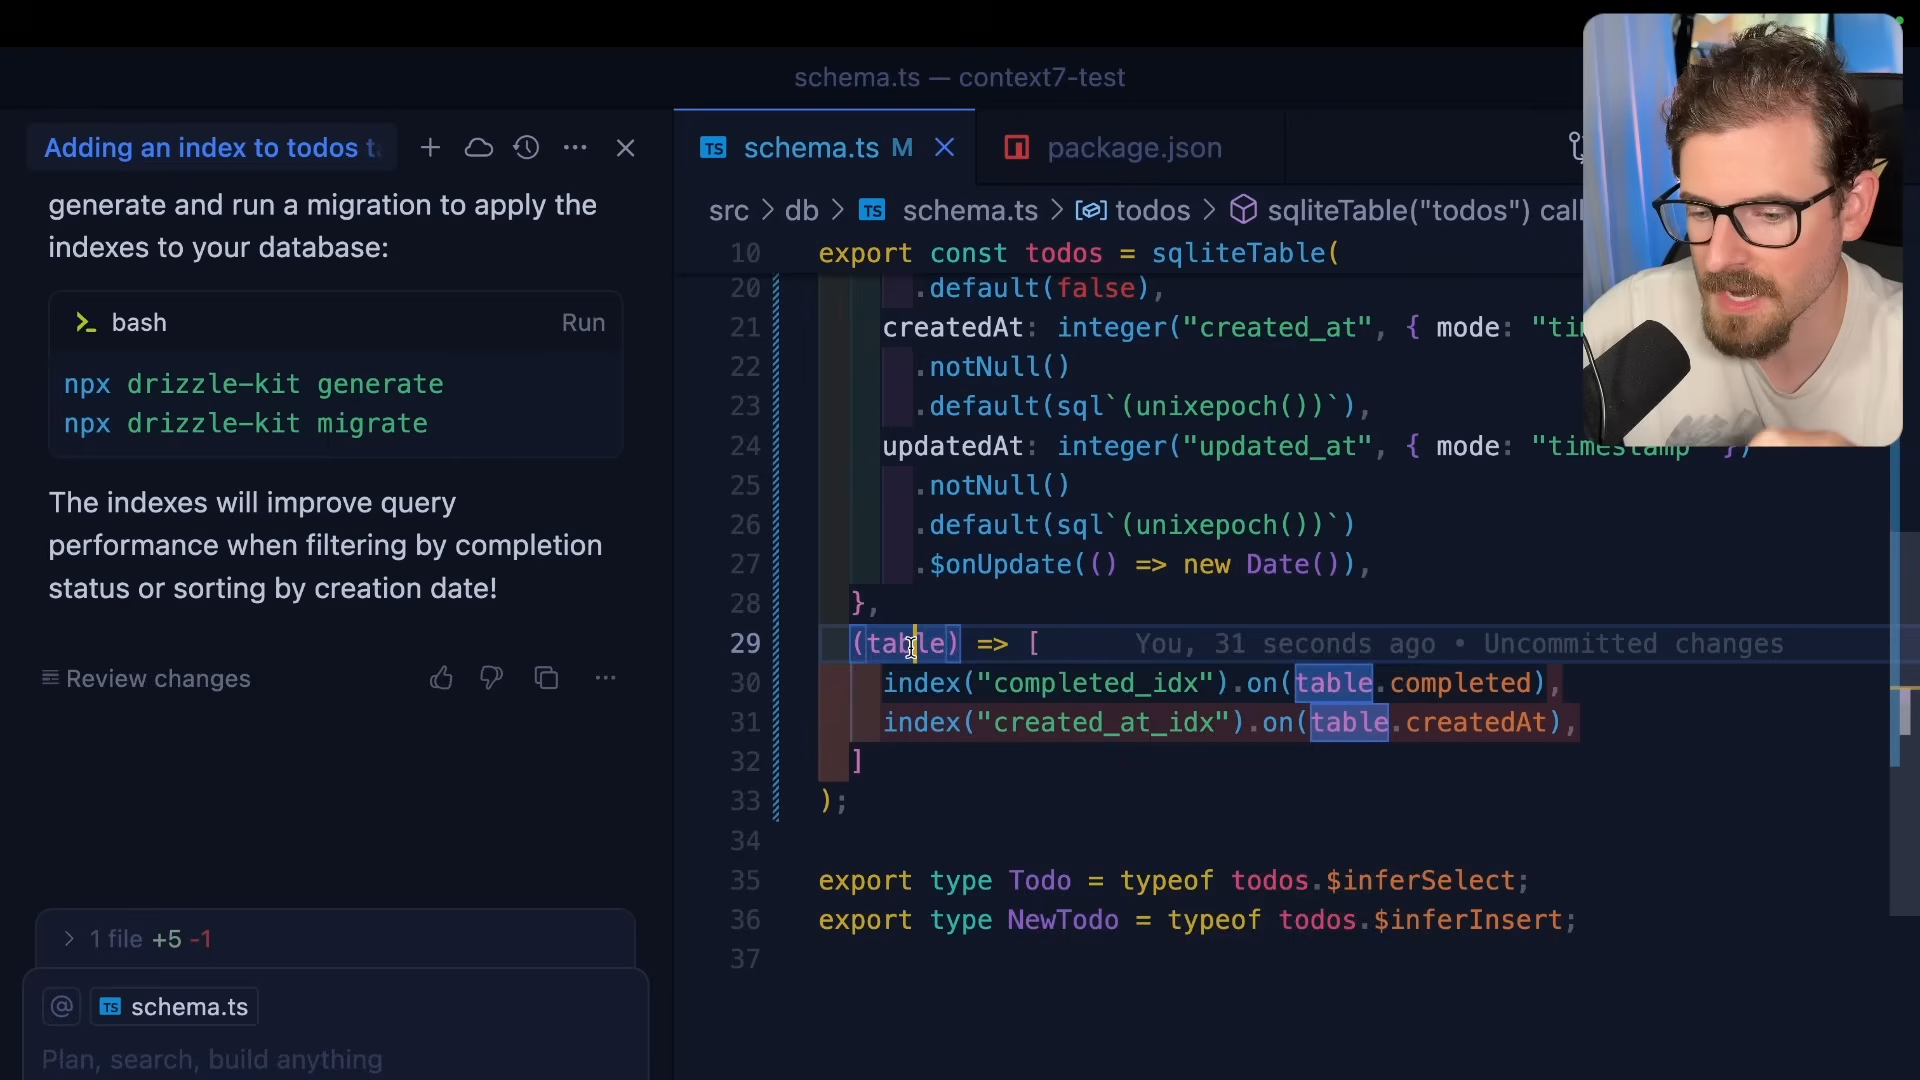 schema.ts — context7-test
Adding an index to todos t
generate and run a migration to apply the
indexes to your database:
bash
Run
npx drizzle-kit generate
npx drizzle-kit migrate
The indexes will improve query
performance when filtering by completion
status or sorting by creation date!
Review changes
1 file +5 -1
@
TS schema.ts
Plan, search, build anything
TS schema.ts M
package.json
src > db > TS schema.ts > todos > sqliteTable("todos") call
10 export const todos = sqliteTable(
20 .default(false),
21 createdAt: integer("created_at", { mode: "ti
22 .notNull()
23 .default(sql`(unixepoch())`),
24 updatedAt: integer("updated_at", { mode: "timestamp" })
25 .notNull()
26 .default(sql`(unixepoch())`)
27 .$onUpdate(() => new Date()),
28 },
29 (table) => [ You, 31 seconds ago • Uncommitted changes
30 index("completed_idx").on(table.completed),
31 index("created_at_idx").on(table.createdAt),
32 ]
33 );
34
35 export type Todo = typeof todos.$inferSelect;
36 export type NewTodo = typeof todos.$inferInsert;
37